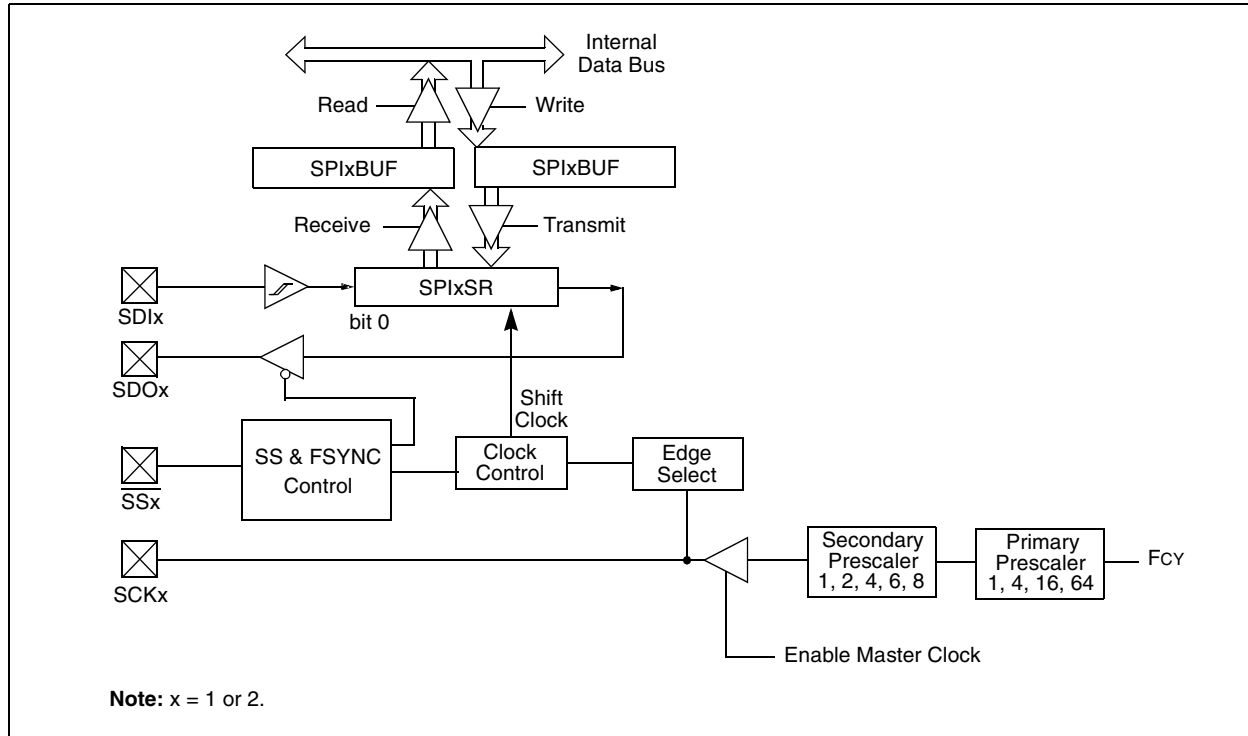 Internal
Data Bus
Read
Write
SPIxBUF
SPIxBUF
Receive
Transmit
SDIx
SPIxSR
bit 0
SDOx
Shift
Clock
SS & FSYNC
Control
Clock
Control
Edge
Select
SSx
SCKx
Secondary
Prescaler
1, 2, 4, 6, 8
Primary
Prescaler
1, 4, 16, 64
FCY
Enable Master Clock
Note: x = 1 or 2.